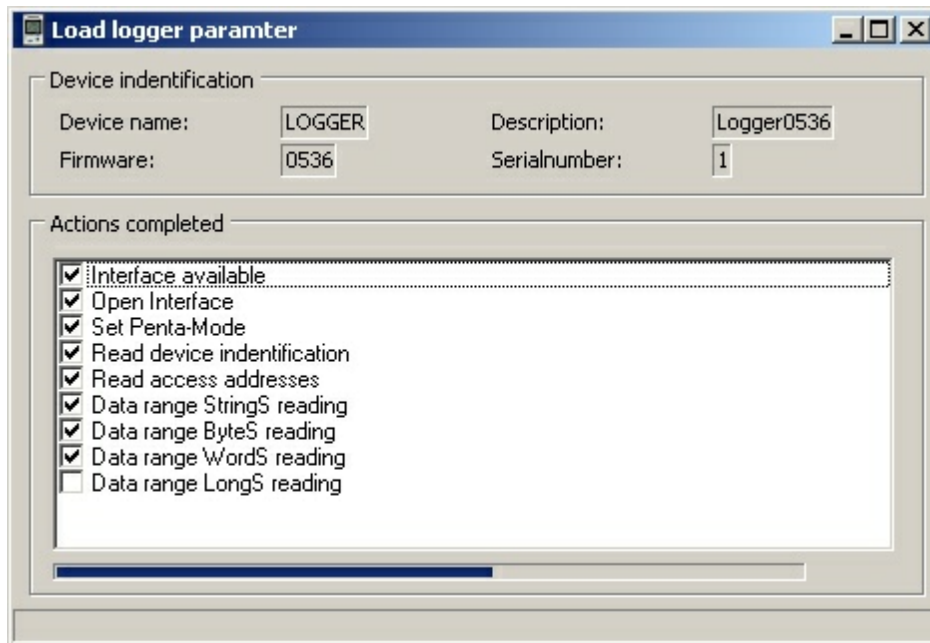 Load logger paramter
Device indentification
Device name: LOGGER Description: Logger0536
Firmware: 0536 Serialnumber: 1
Actions completed
Interface available
Open Interface
Set Penta-Mode
Read device indentification
Read access addresses
Data range StringS reading
Data range ByteS reading
Data range WordS reading
Data range LongS reading